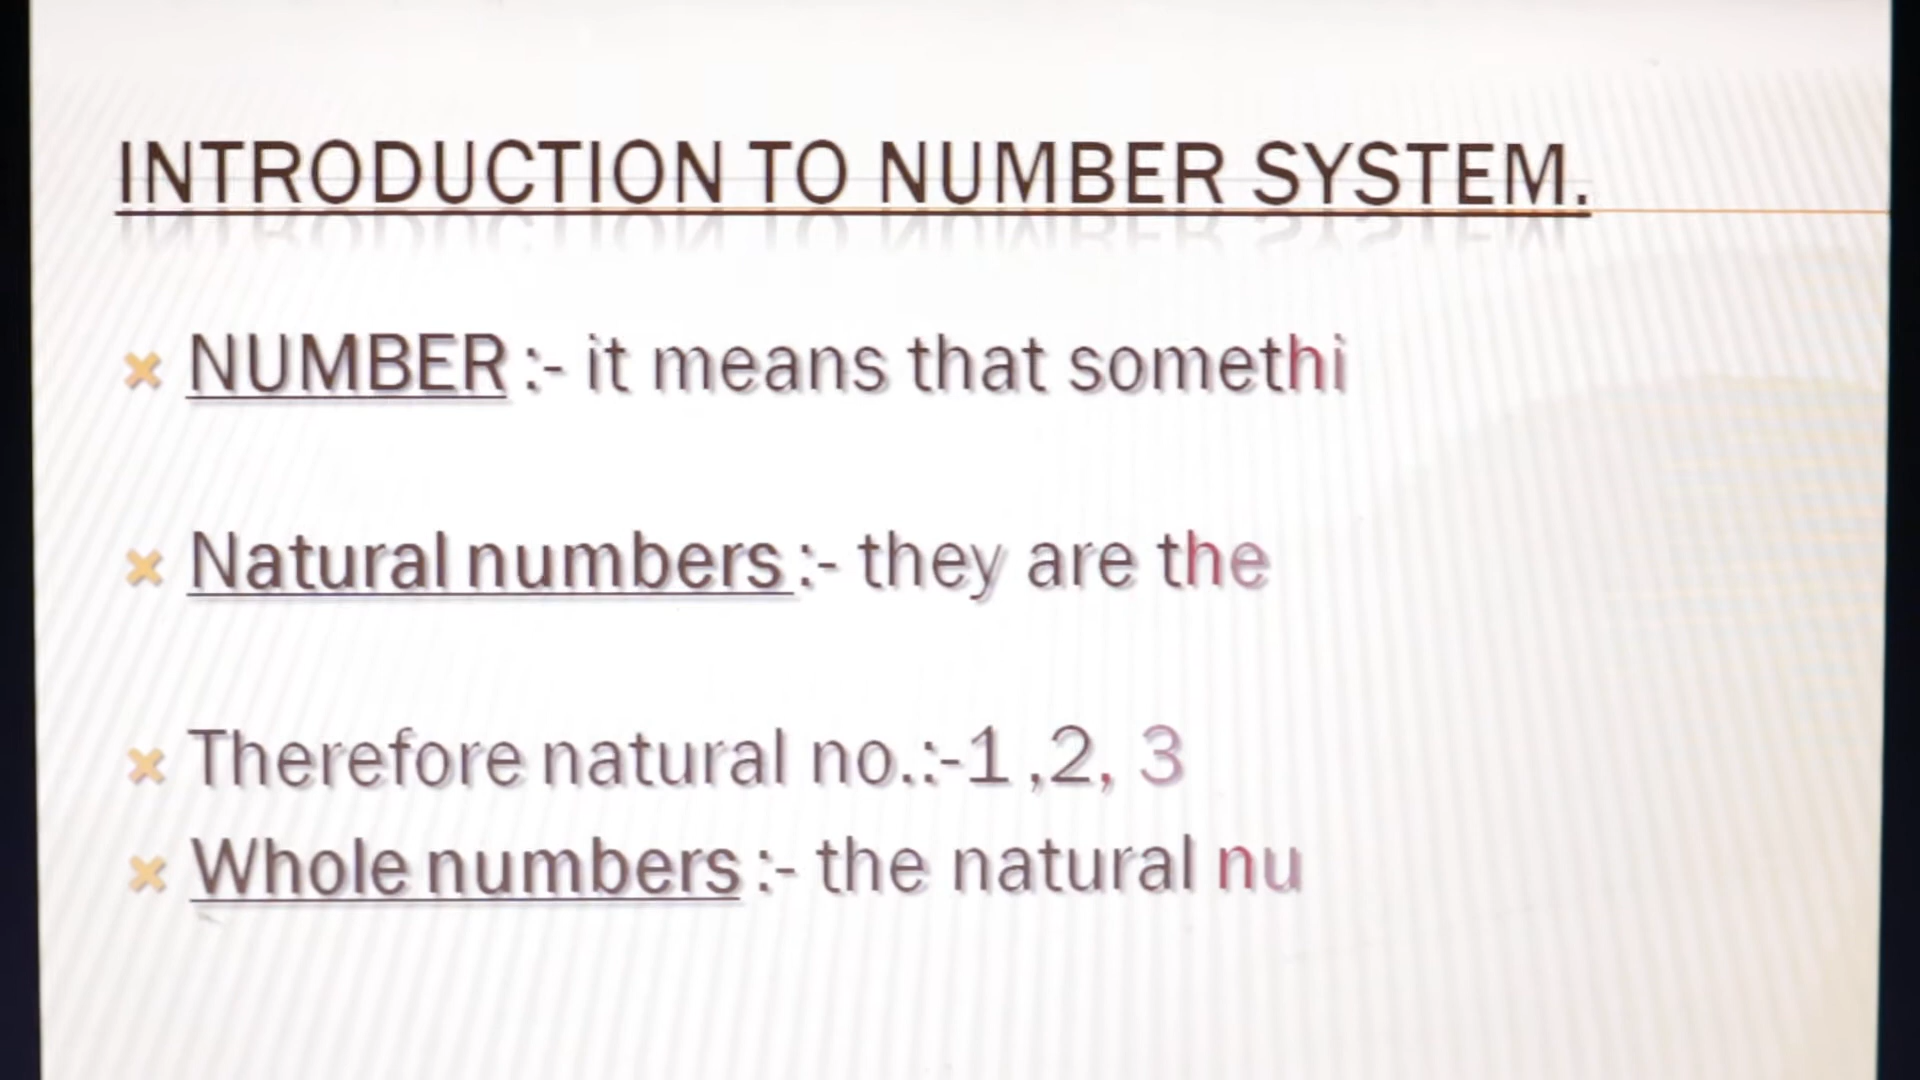 INTRODUCTION TO NUMBER SYSTEM.
NUMBER :- it means that somethi
Natural numbers :- they are the
Therefore natural no.:-1 ,2, 3
Whole numbers :- the natural nu